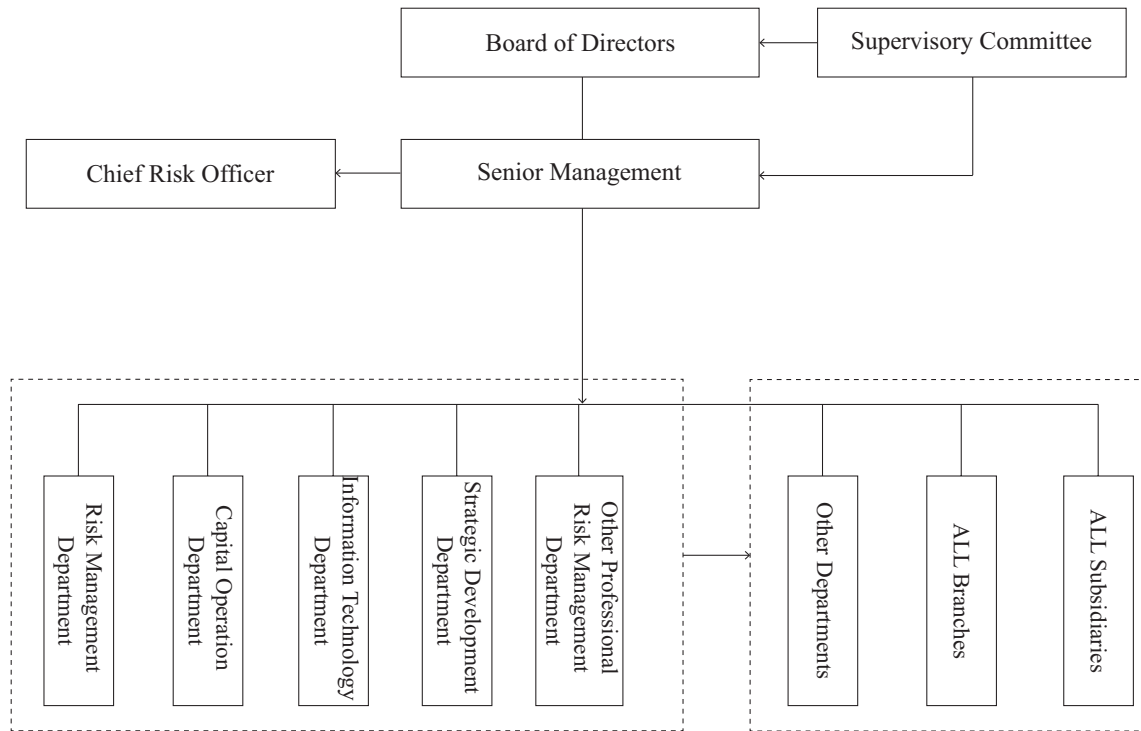 Board of Directors
Supervisory Committee
Chief Risk Officer
Senior Management
Risk Management
Department
Capital Operation
Department
Information Technology
Department
Strategic Development
Department
Other Professional
Risk Management
Department
Other Departments
ALL Branches
ALL Subsidiaries